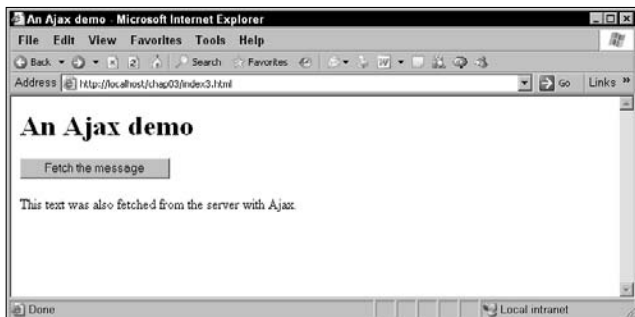 An Ajax demo - Microsoft Internet Explorer
File Edit View Favorites Tools Help
Back Search Favorites
Address http://localhost/chap03/index3.html Go Links »
An Ajax demo
Fetch the message
This text was also fetched from the server with Ajax.
Done Local intranet